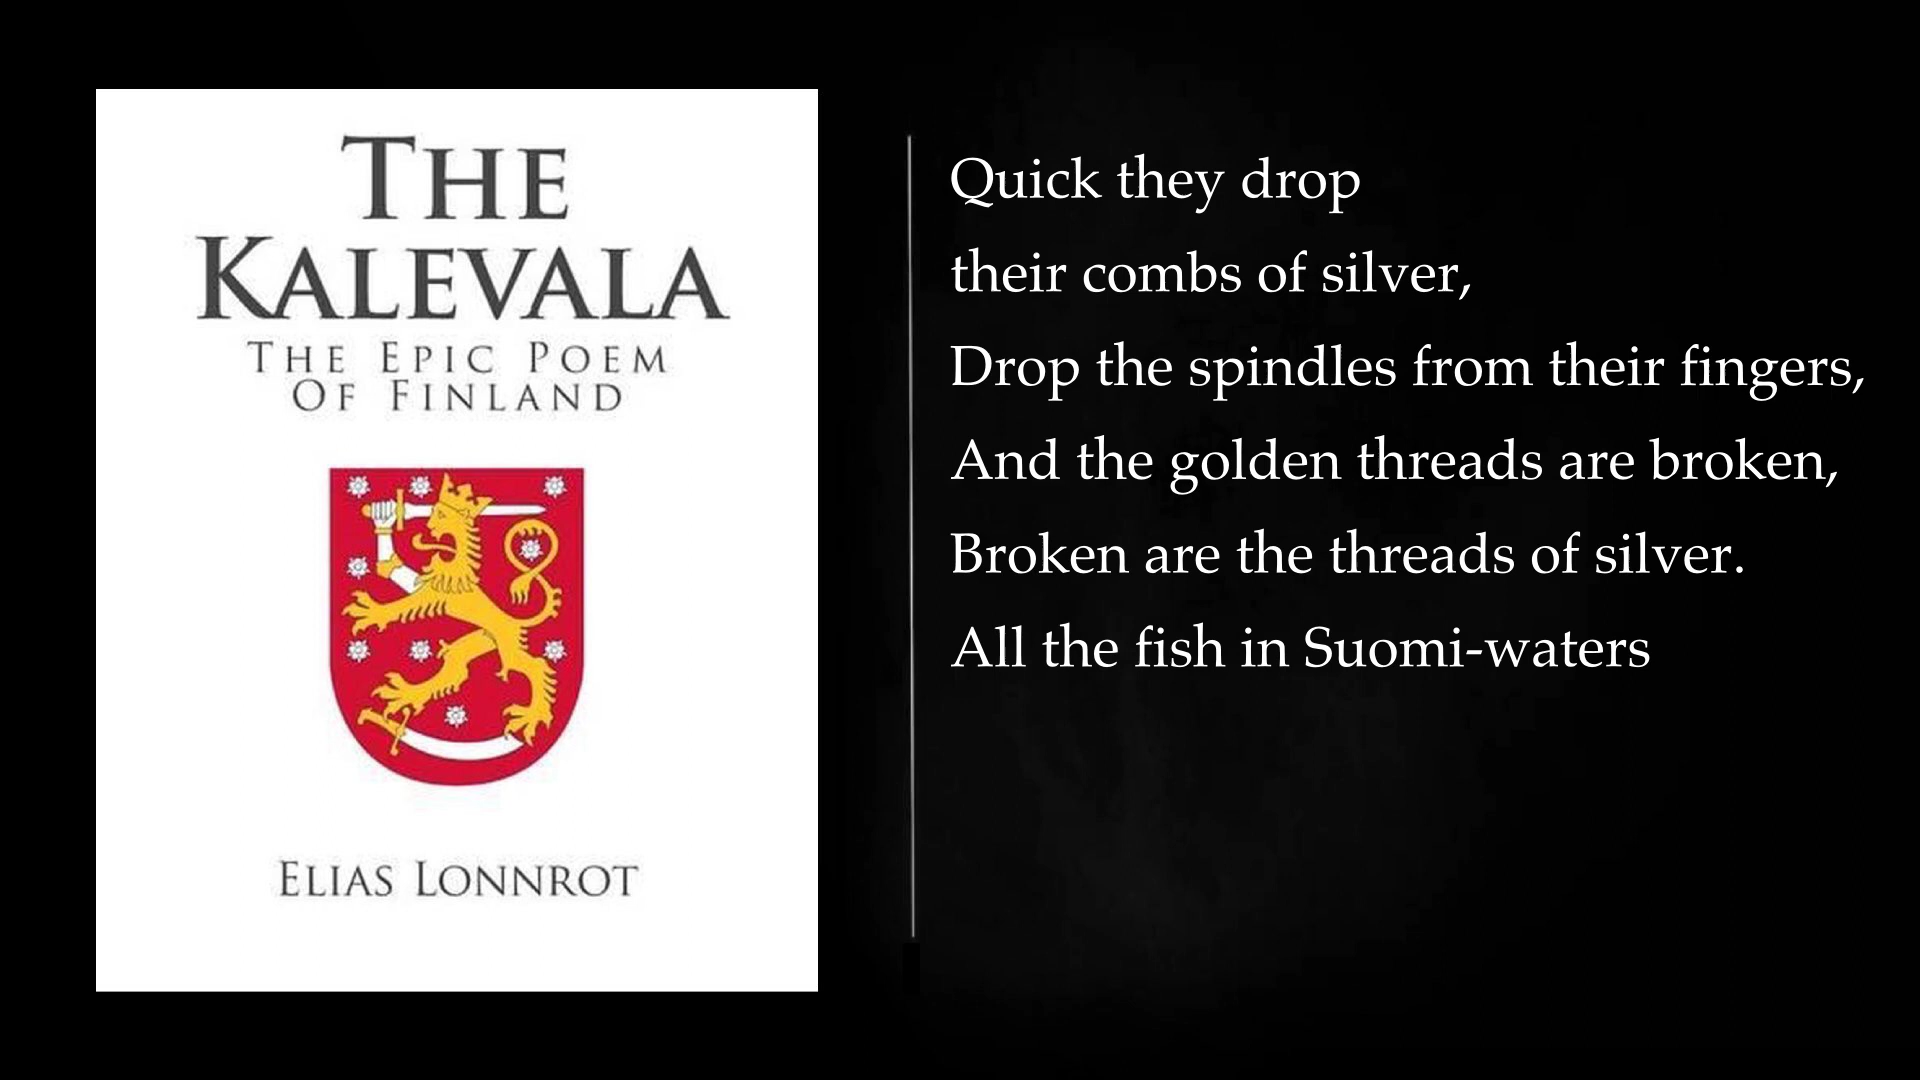 THE
KALEVALA
THE EPIC POEM
OF FINLAND
ELIAS LONNROT
Quick they drop
their combs of silver,
Drop the spindles from their fingers,
And the golden threads are broken,
Broken are the threads of silver.
All the fish in Suomi-waters